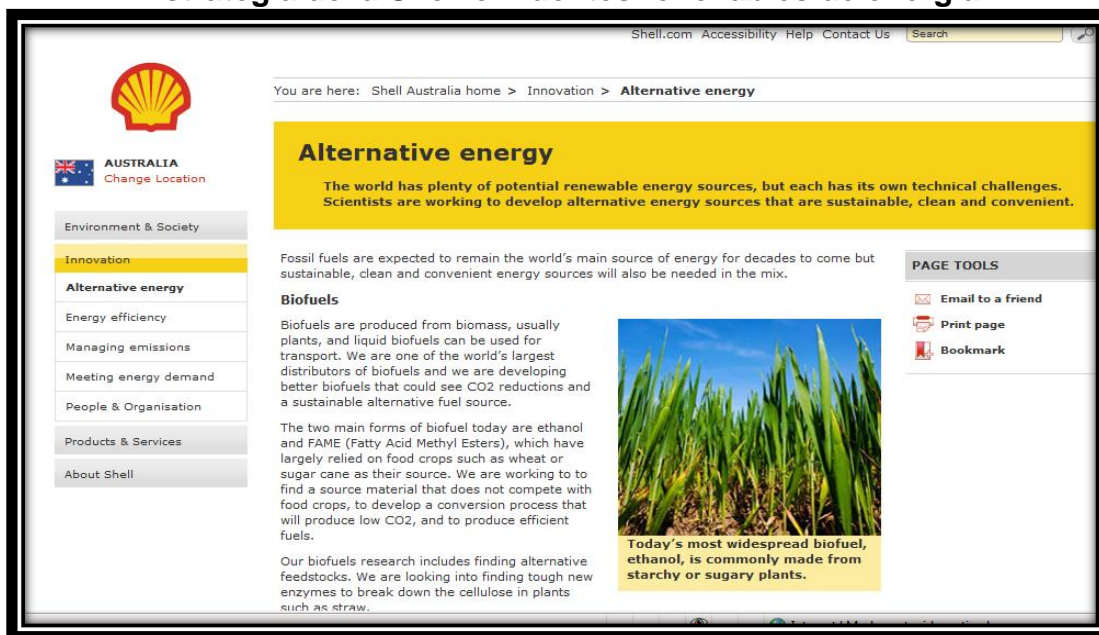 Shell.com Accessibility Help Contact Us Search
You are here: Shell Australia home > Innovation > Alternative energy
AUSTRALIA
Change Location
Environment & Society
Innovation
Alternative energy
Energy efficiency
Managing emissions
Meeting energy demand
People & Organisation
Products & Services
About Shell
Alternative energy
The world has plenty of potential renewable energy sources, but each has its own technical challenges.
Scientists are working to develop alternative energy sources that are sustainable, clean and convenient.
Fossil fuels are expected to remain the world's main source of energy for decades to come but
sustainable, clean and convenient energy sources will also be needed in the mix.
Biofuels
Biofuels are produced from biomass, usually
plants, and liquid biofuels can be used for
transport. We are one of the world's largest
distributors of biofuels and we are developing
better biofuels that could see CO2 reductions and
a sustainable alternative fuel source.
The two main forms of biofuel today are ethanol
and FAME (Fatty Acid Methyl Esters), which have
largely relied on food crops such as wheat or
sugar cane as their source. We are working to to
find a source material that does not compete with
food crops, to develop a conversion process that
will produce low CO2, and to produce efficient
fuels.
Our biofuels research includes finding alternative
feedstocks. We are looking into finding tough new
enzymes to break down the cellulose in plants
such as straw.
Today's most widespread biofuel,
ethanol, is commonly made from
starchy or sugary plants.
PAGE TOOLS
Email to a friend
Print page
Bookmark